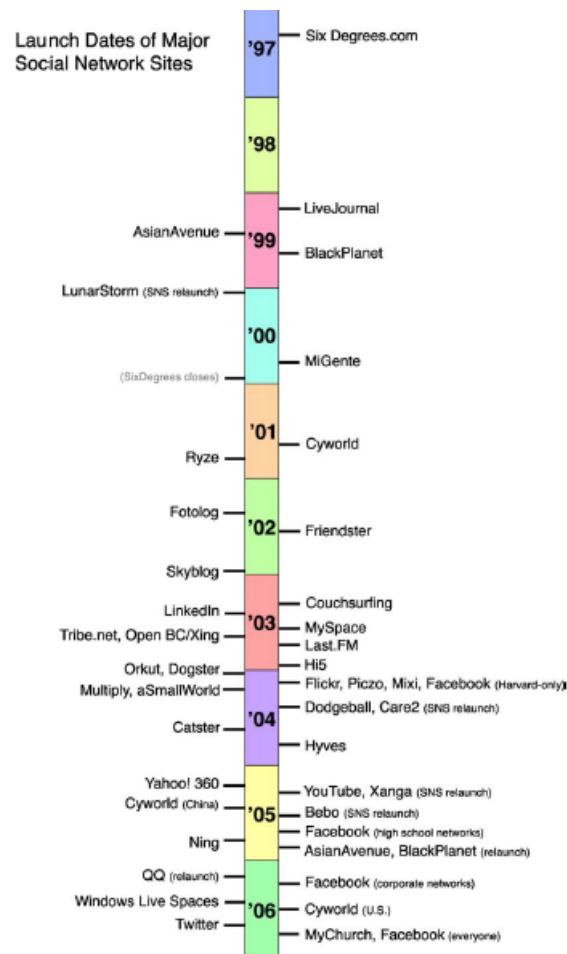 Launch Dates of Major
Social Network Sites
'97
Six Degrees.com
'98
LiveJournal
AsianAvenue
'99
BlackPlanet
LunarStorm (SNS relaunch)
'00
MiGente
(SixDegrees closes)
'01
Cyworld
Ryze
Fotolog
'02
Friendster
Skyblog
Couchsurfing
LinkedIn
'03
MySpace
Tribe.net, Open BC/Xing
Last.FM
Hi5
Orkut, Dogster
Flickr, Piczo, Mixi, Facebook (Harvard-only)
Multiply, aSmallWorld
Dodgeball, Care2 (SNS relaunch)
'04
Catster
Hyves
Yahoo! 360
YouTube, Xanga (SNS relaunch)
Cyworld (China)
'05
Bebo (SNS relaunch)
Facebook (high school networks)
Ning
AsianAvenue, BlackPlanet (relaunch)
QQ (relaunch)
Facebook (corporate networks)
Windows Live Spaces
'06
Cyworld (U.S.)
Twitter
MyChurch, Facebook (everyone)